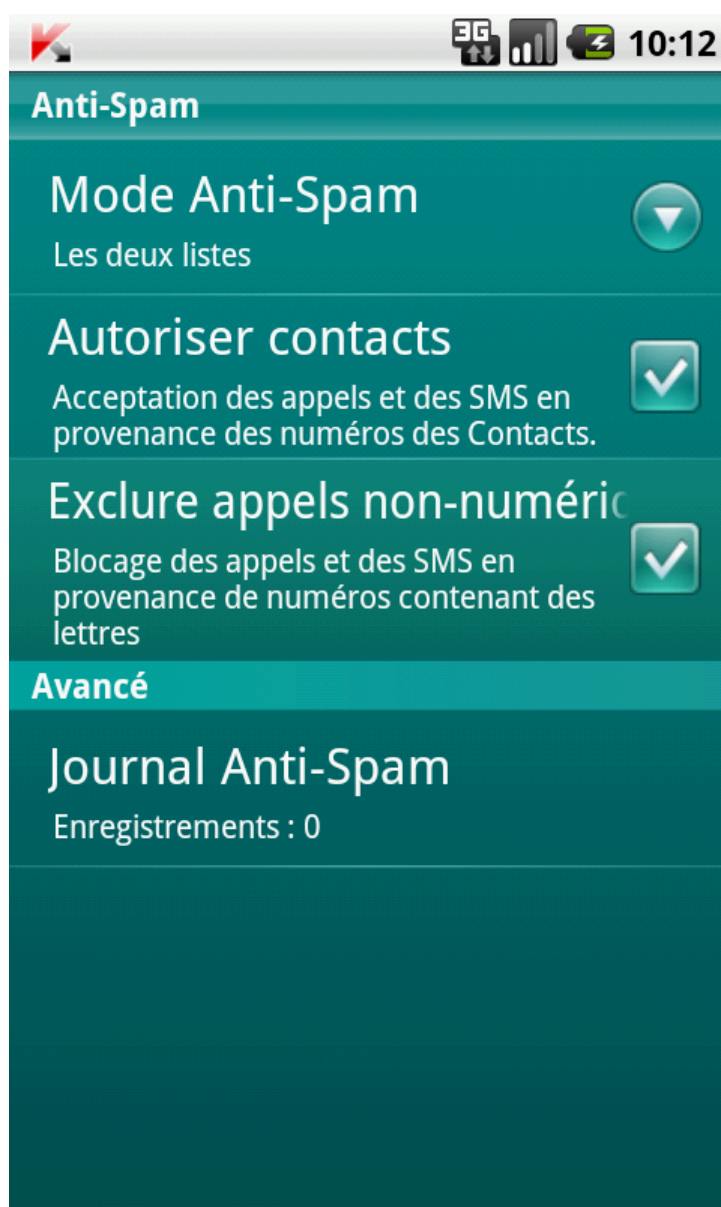 3G 10:12
Anti-Spam
Mode Anti-Spam
Les deux listes
Autoriser contacts
Acceptation des appels et des SMS en
provenance des numéros des Contacts.
Exclure appels non-numéric
Blocage des appels et des SMS en
provenance de numéros contenant des
lettres
Avancé
Journal Anti-Spam
Enregistrements : 0